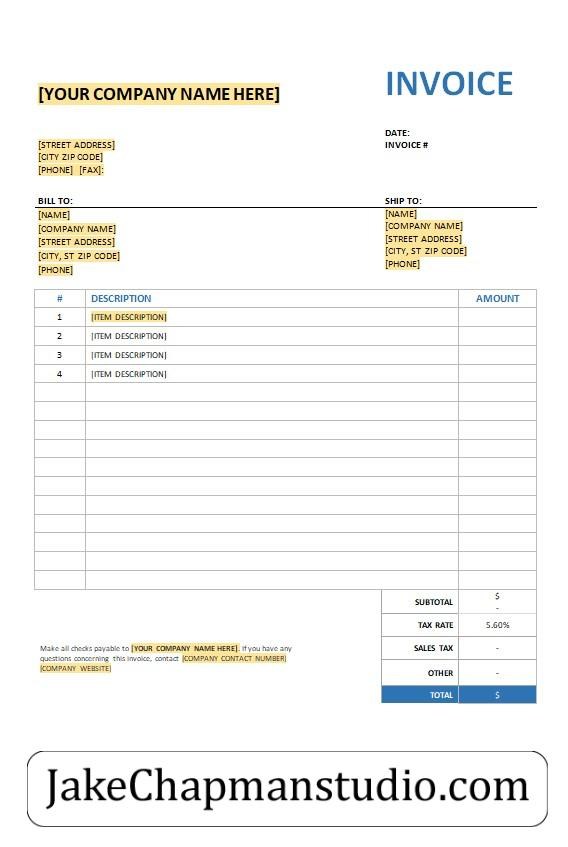 [YOUR COMPANY NAME HERE]
INVOICE
DATE:
INVOICE #
[STREET ADDRESS]
[CITY ZIP CODE]
[PHONE] [FAX]:
BILL TO:
SHIP TO:
[NAME]
[COMPANY NAME]
[STREET ADDRESS]
[CITY, ST ZIP CODE]
[PHONE]
[NAME]
[COMPANY NAME]
[STREET ADDRESS]
[CITY, ST ZIP CODE]
[PHONE]
# DESCRIPTION AMOUNT
1 [ITEM DESCRIPTION]
2 [ITEM DESCRIPTION]
3 [ITEM DESCRIPTION]
4 [ITEM DESCRIPTION]
SUBTOTAL $ -
TAX RATE 5.60%
SALES TAX -
OTHER -
TOTAL $
Make all checks payable to [YOUR COMPANY NAME HERE]. If you have any
questions concerning this invoice, contact [COMPANY CONTACT NUMBER]
[COMPANY WEBSITE]
JakeChapmanstudio.com